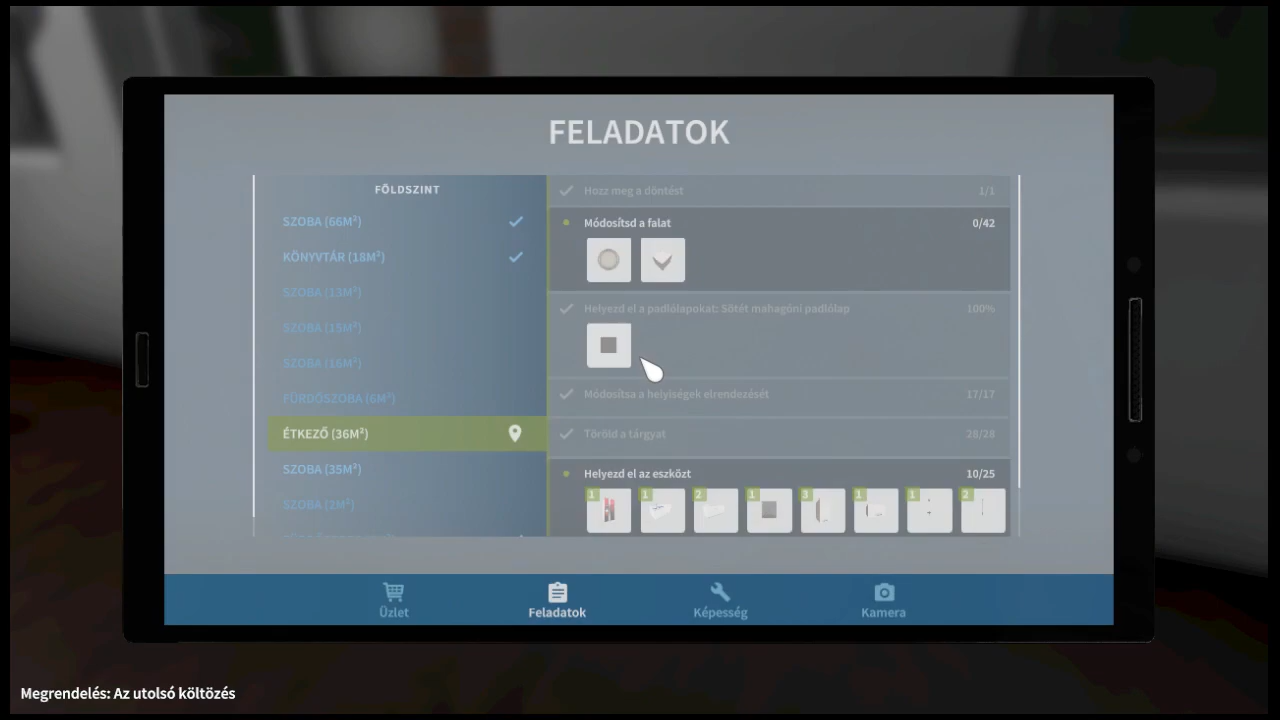 FELADATOK
FÖLDSZINT
SZOBA (66M²)
KÖNYVTÁR (18M²)
SZOBA (13M²)
SZOBA (15M²)
SZOBA (16M²)
FÜRDŐSZOBA (6M²)
ÉTKEZŐ (36M²)
SZOBA (35M²)
SZOBA (2M²)
Hozz meg a döntést 1/1
Módosítsd a falat 0/42
Helyezd el a padlólapokat: Sötét mahagóni padlólap 100%
Módosítsa a helyiségek elrendezését 17/17
Töröld a tárgyat 28/28
Helyezd el az eszközt 10/25
1 1 2 1 3 1 1 2
Üzlet Feladatok Képesség Kamera
Megrendelés: Az utolsó költözés